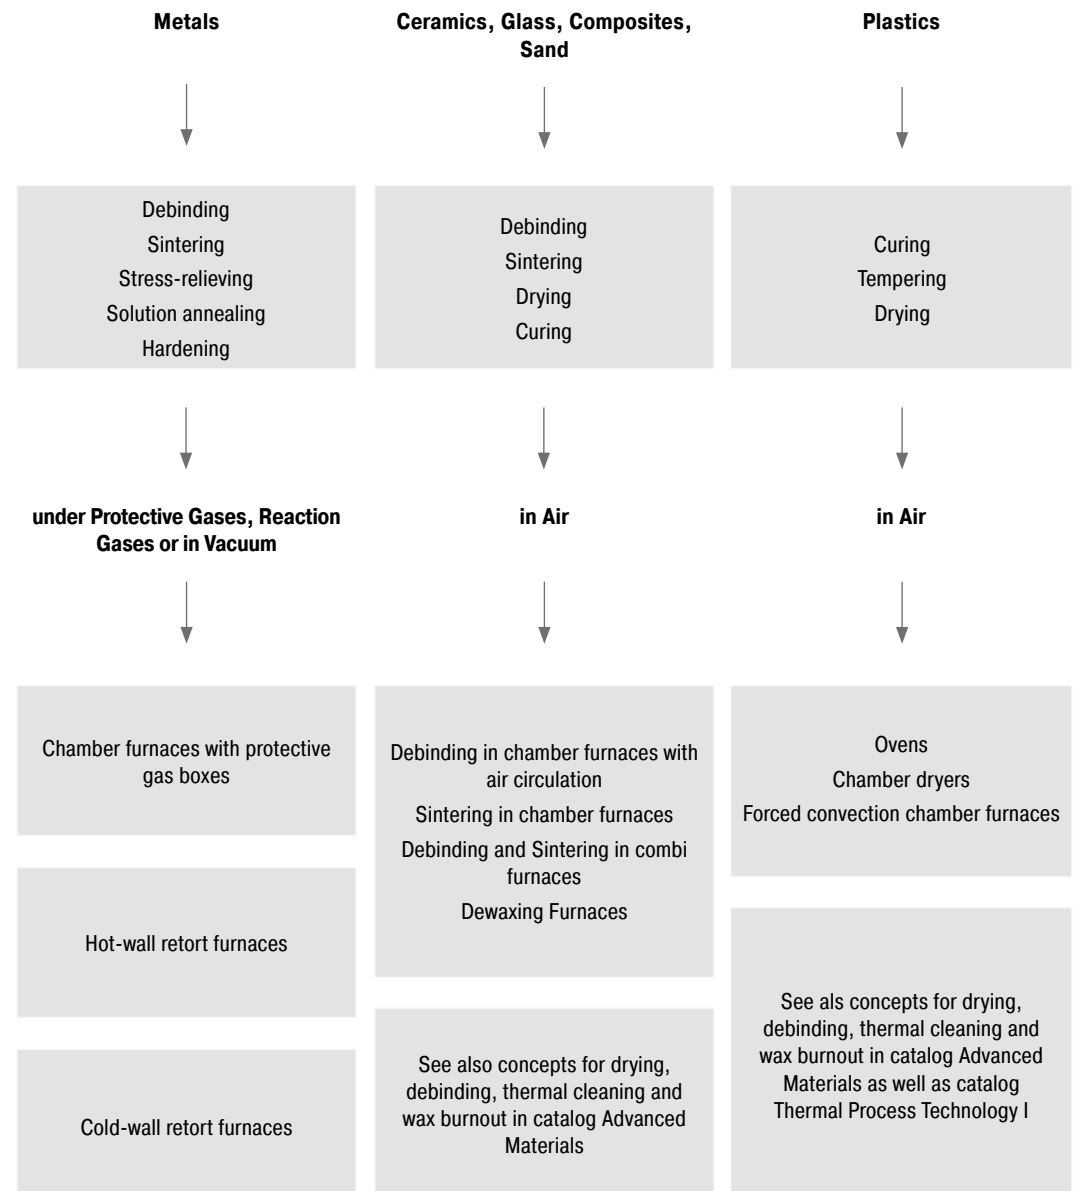 Metals
Ceramics, Glass, Composites,
Sand
Plastics
Debinding
Sintering
Stress-relieving
Solution annealing
Hardening
Debinding
Sintering
Drying
Curing
Curing
Tempering
Drying
under Protective Gases, Reaction
Gases or in Vacuum
in Air
in Air
Chamber furnaces with protective
gas boxes
Hot-wall retort furnaces
Cold-wall retort furnaces
Debinding in chamber furnaces with
air circulation
Sintering in chamber furnaces
Debinding and Sintering in combi
furnaces
Dewaxing Furnaces
See also concepts for drying,
debinding, thermal cleaning and
wax burnout in catalog Advanced
Materials
Ovens
Chamber dryers
Forced convection chamber furnaces
See als concepts for drying,
debinding, thermal cleaning and
wax burnout in catalog Advanced
Materials as well as catalog
Thermal Process Technology I